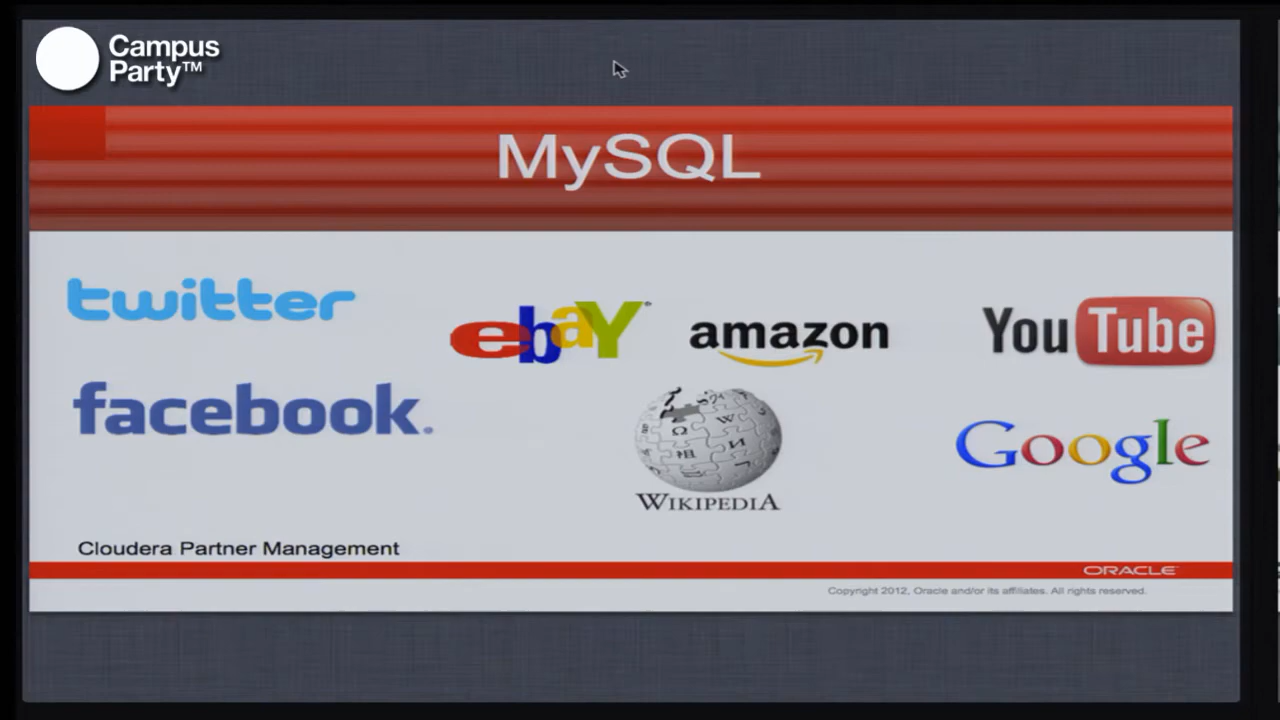 Campus
Party™
MySQL
twitter
ebaY®
amazon
YouTube
facebook®
WIKIPEDIA
Google
Cloudera Partner Management
ORACLE
Copyright 2012, Oracle and/or its affiliates. All rights reserved.